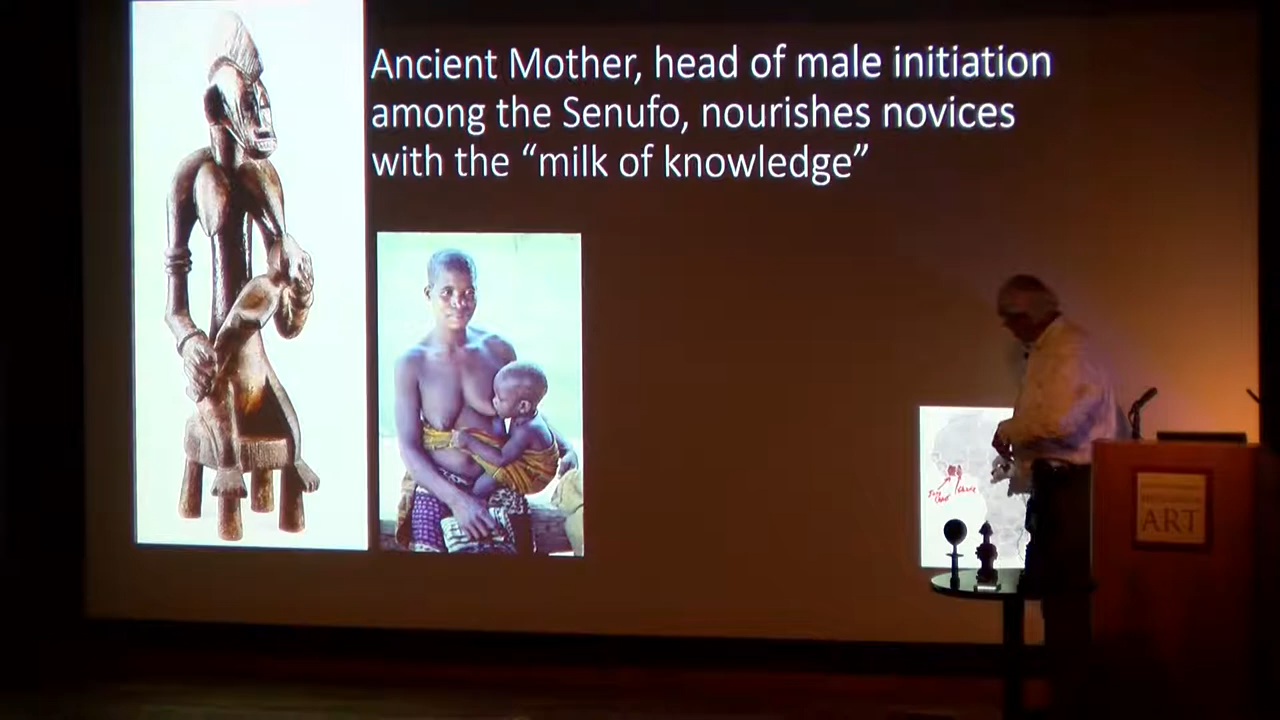 Ancient Mother, head of male initiation
among the Senufo, nourishes novices
with the “milk of knowledge”
ART